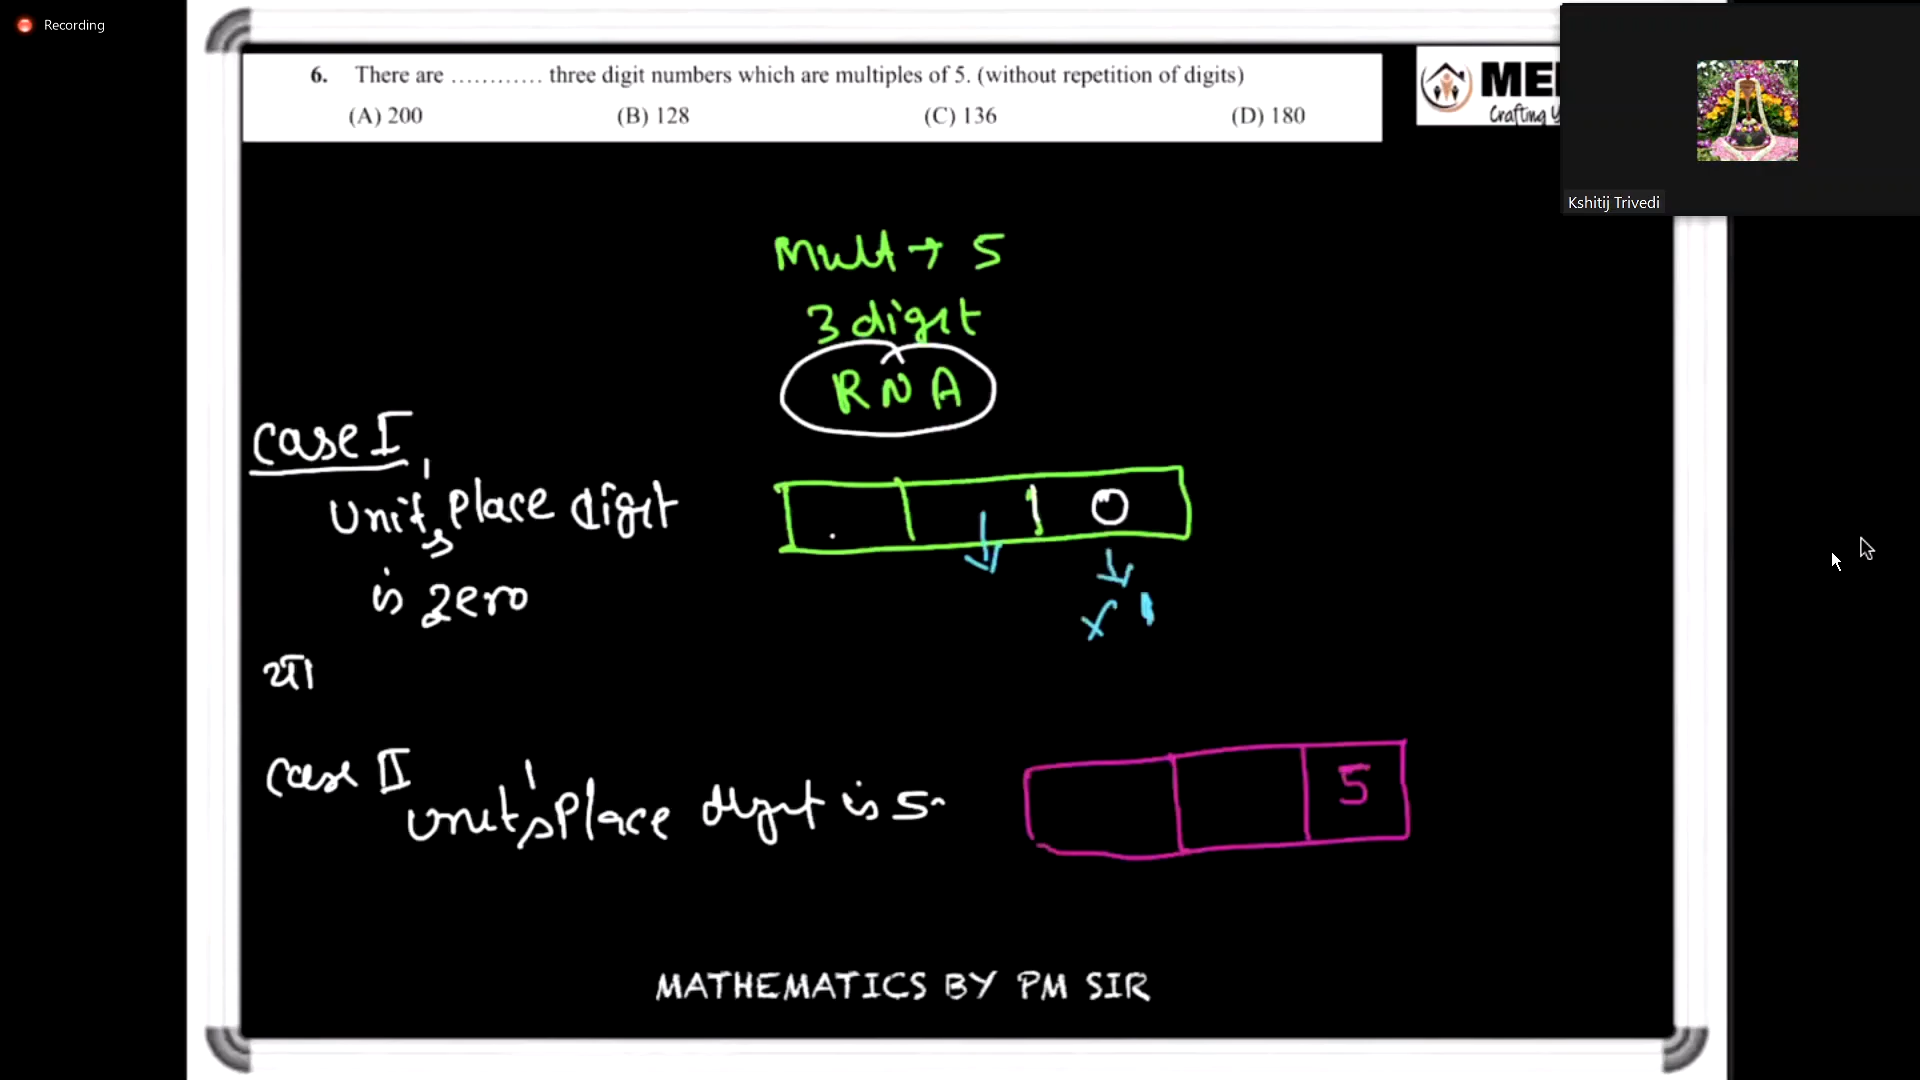 Recording
6. There are ............ three digit numbers which are multiples of 5. (without repetition of digits)
(A) 200 (B) 128 (C) 136 (D) 180
Crafting
Kshitij Trivedi
Mult → 5
3 digit
RNA
Case I
Unit's Place digit
0
is zero
या
Case II
Unit's Place digit is 5
5
MATHEMATICS BY PM SIR